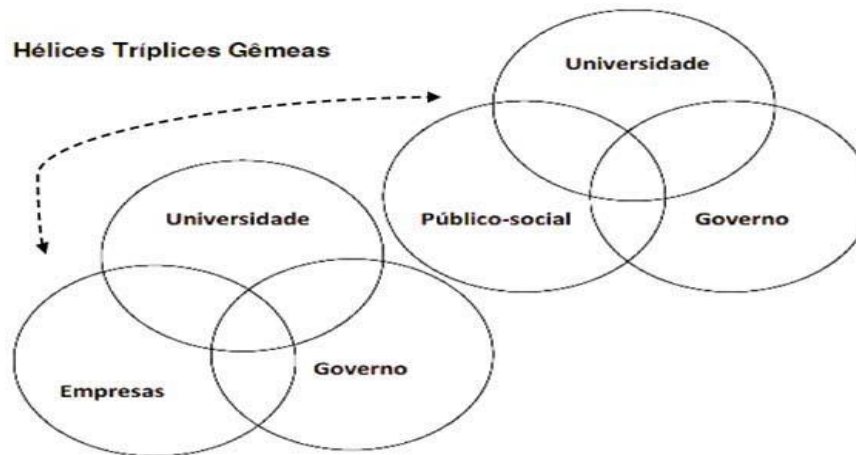 Hélices Tríplices Gêmeas
Universidade
Público-social
Governo
Universidade
Empresas
Governo